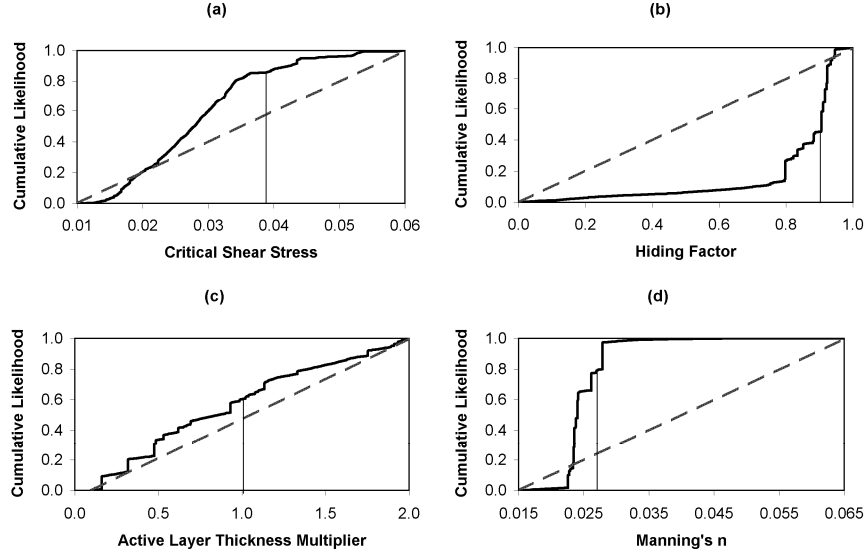 (a)
Cumulative Likelihood
1.0
0.8
0.6
0.4
0.2
0.0
0.01 0.02 0.03 0.04 0.05 0.06
Critical Shear Stress
(b)
Cumulative Likelihood
1.0
0.8
0.6
0.4
0.2
0.0
0.0 0.2 0.4 0.6 0.8 1.0
Hiding Factor
(c)
Cumulative Likelihood
1.0
0.8
0.6
0.4
0.2
0.0
0.0 0.5 1.0 1.5 2.0
Active Layer Thickness Multiplier
(d)
Cumulative Likelihood
1.0
0.8
0.6
0.4
0.2
0.0
0.015 0.025 0.035 0.045 0.055 0.065
Manning's n